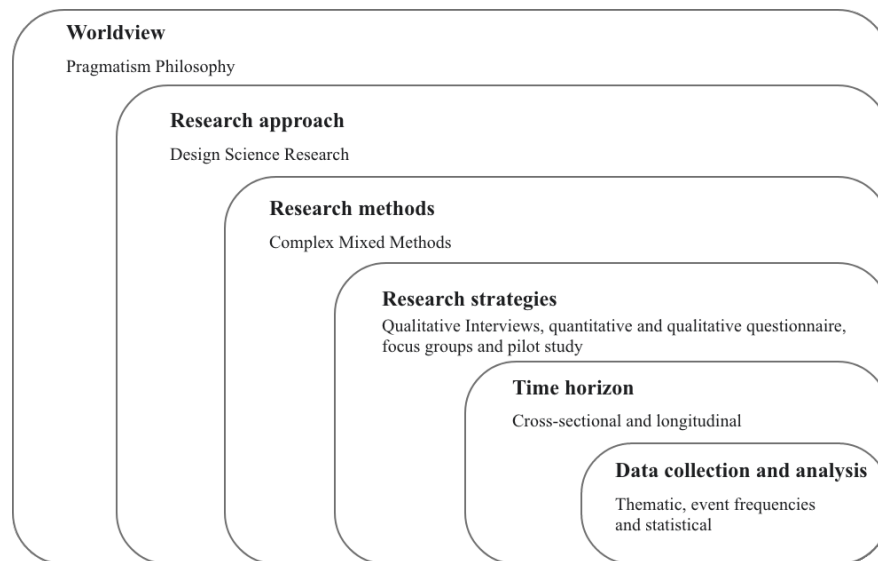 Worldview
Pragmatism Philosophy
Research approach
Design Science Research
Research methods
Complex Mixed Methods
Research strategies
Qualitative Interviews, quantitative and qualitative questionnaire,
focus groups and pilot study
Time horizon
Cross-sectional and longitudinal
Data collection and analysis
Thematic, event frequencies
and statistical